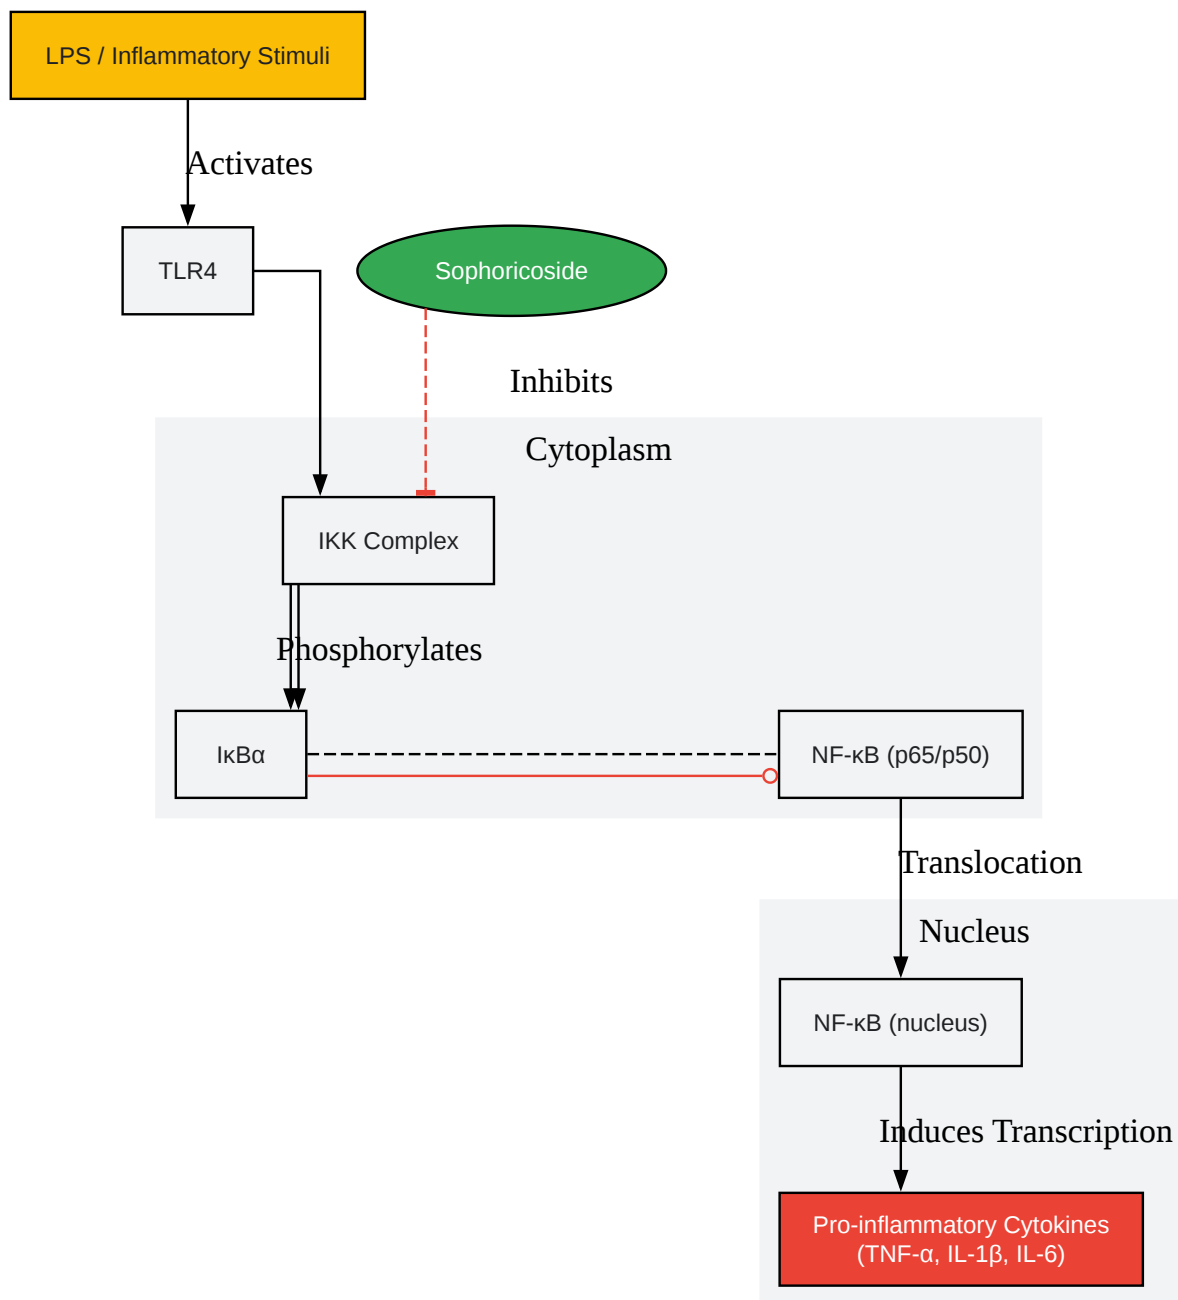 LPS / Inflammatory Stimuli
Activates
TLR4
Sophoricoside
Inhibits
Cytoplasm
IKK Complex
Phosphorylates
IκBα
NF-κB (p65/p50)
Translocation
Nucleus
NF-κB (nucleus)
Induces Transcription
Pro-inflammatory Cytokines
(TNF-α, IL-1β, IL-6)